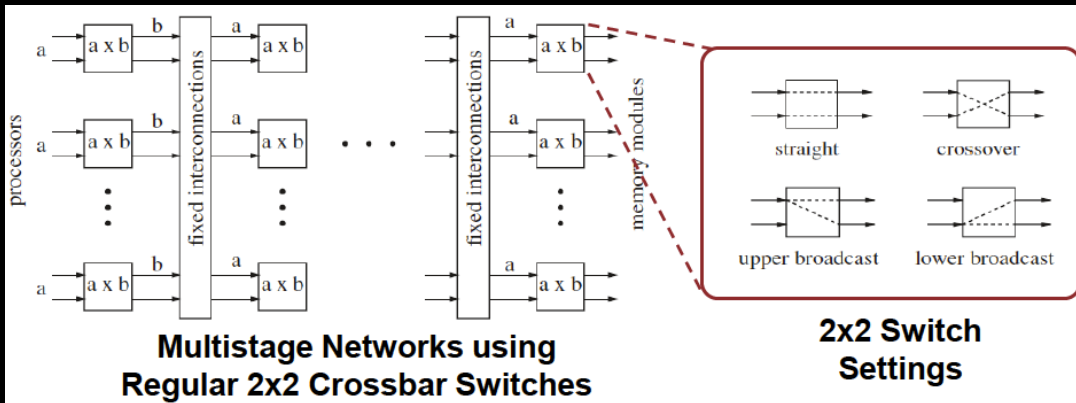 processors
a
a x b
b
a
a x b
a
a x b
a
a x b
b
a
a x b
a
a x b
a
a x b
b
a
a x b
a
a x b
fixed interconnections
fixed interconnections
memory modules
Multistage Networks using
Regular 2x2 Crossbar Switches
straight
crossover
upper broadcast
lower broadcast
2x2 Switch
Settings